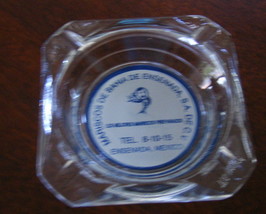 MARISCOS DE BAHIA DE ENSENADA, S.A. DE C.V.
TEL. 6-10-15
ENSENADA, MEXICO